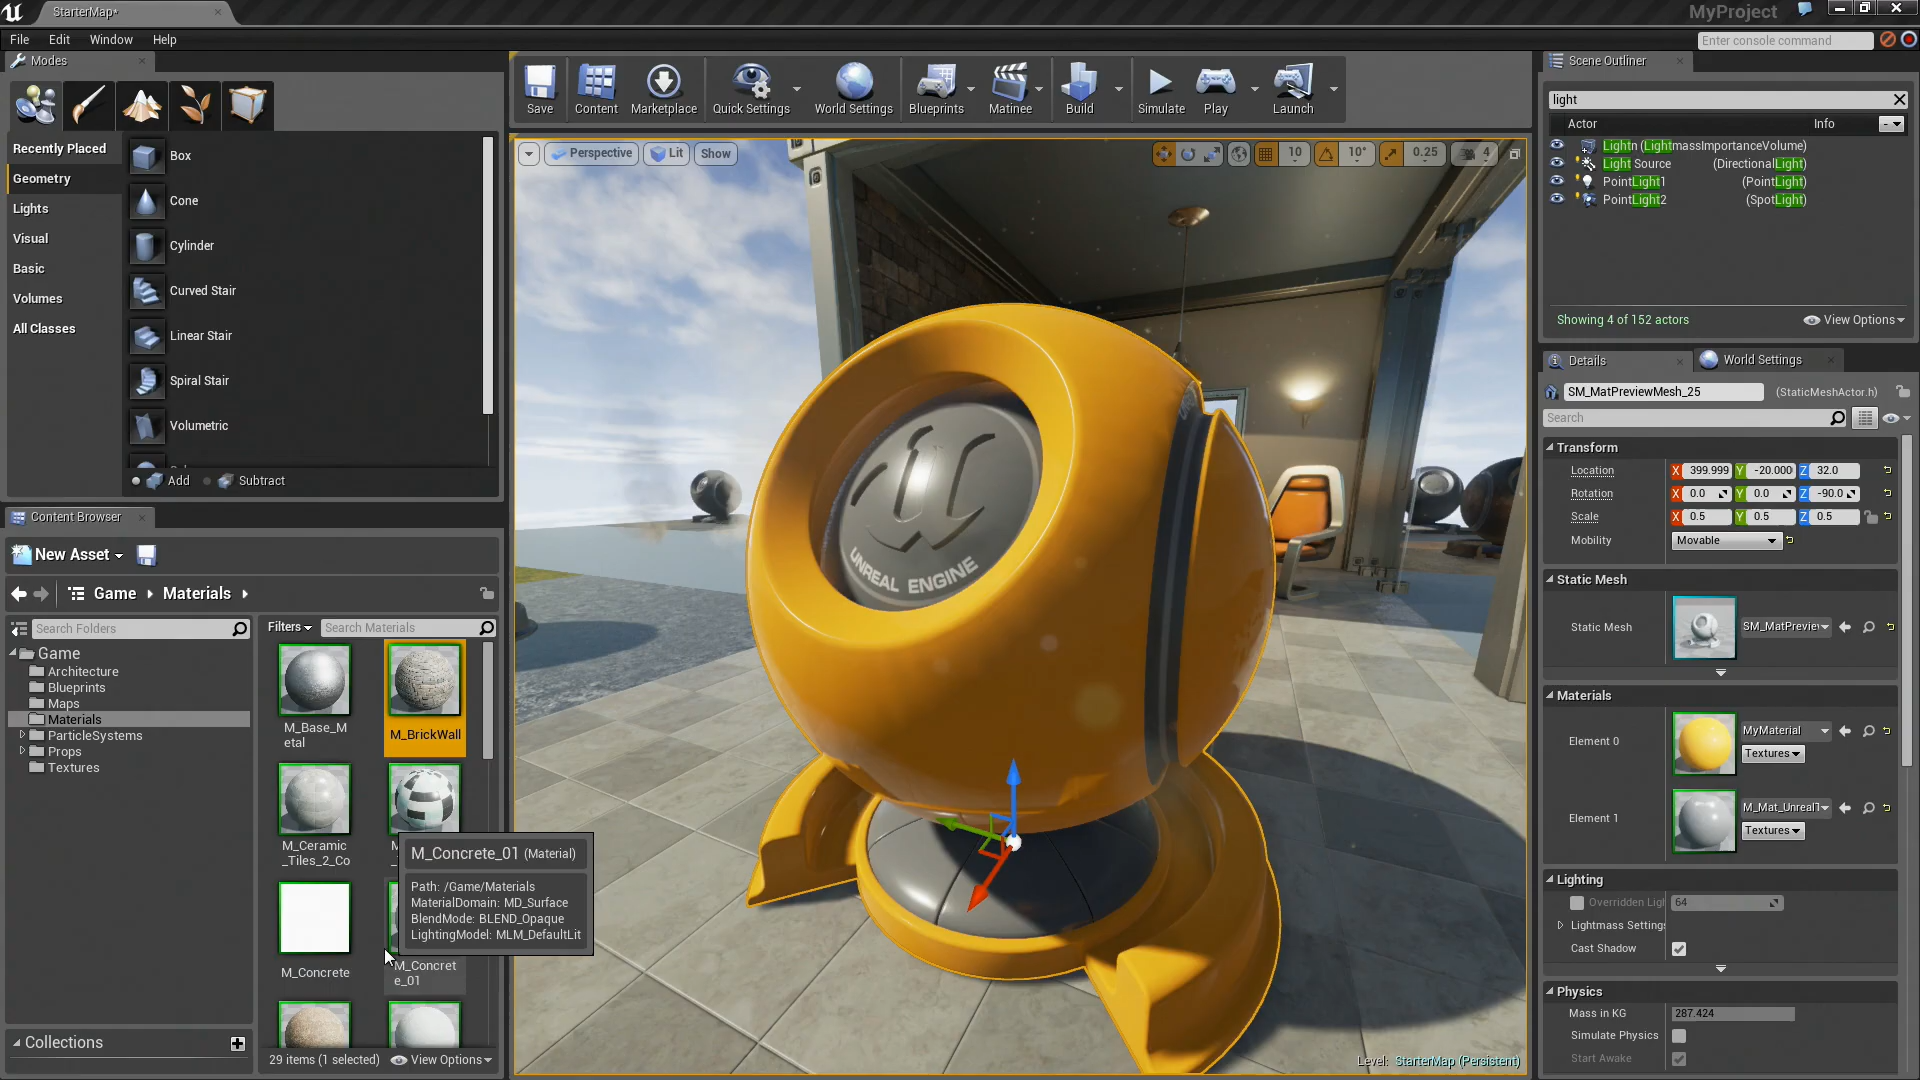 StarterMap*
MyProject
File
Edit
Window
Help
Enter console command
Modes
Recently Placed
Geometry
Lights
Visual
Basic
Volumes
All Classes
Box
Cone
Cylinder
Curved Stair
Linear Stair
Spiral Stair
Volumetric
Add
Subtract
Save
Content
Marketplace
Quick Settings
World Settings
Blueprints
Matinee
Build
Simulate
Play
Launch
Perspective
Lit
Show
10
10°
0.25
4
UNREAL ENGINE
Level: StarterMap (Persistent)
Content Browser
New Asset
Game
Materials
Search Folders
Game
Architecture
Blueprints
Maps
Materials
ParticleSystems
Props
Textures
Collections
Filters
Search Materials
M_Base_M
etal
M_BrickWall
M_Ceramic
_Tiles_2_Co
M_Concrete
M_Concret
e_01
M_Concrete_01 (Material)
Path: /Game/Materials
MaterialDomain: MD_Surface
BlendMode: BLEND_Opaque
LightingModel: MLM_DefaultLit
29 items (1 selected)
View Options
Scene Outliner
light
Actor
Info
Lightn (LightmassImportanceVolume)
Light Source (DirectionalLight)
PointLight1 (PointLight)
PointLight2 (SpotLight)
Showing 4 of 152 actors
View Options
Details
World Settings
SM_MatPreviewMesh_25
(StaticMeshActor.h)
Search
Transform
Location X 399.999 Y -20.000 Z 32.0
Rotation X 0.0 Y 0.0 Z -90.0
Scale X 0.5 Y 0.5 Z 0.5
Mobility
Movable
Static Mesh
Static Mesh
SM_MatPreview
Materials
Element 0
MyMaterial
Textures
Element 1
M_Mat_Unreal
Textures
Lighting
Overridden Ligh
64
Lightmass Settings
Cast Shadow
Physics
Mass in KG
287.424
Simulate Physics
Start Awake